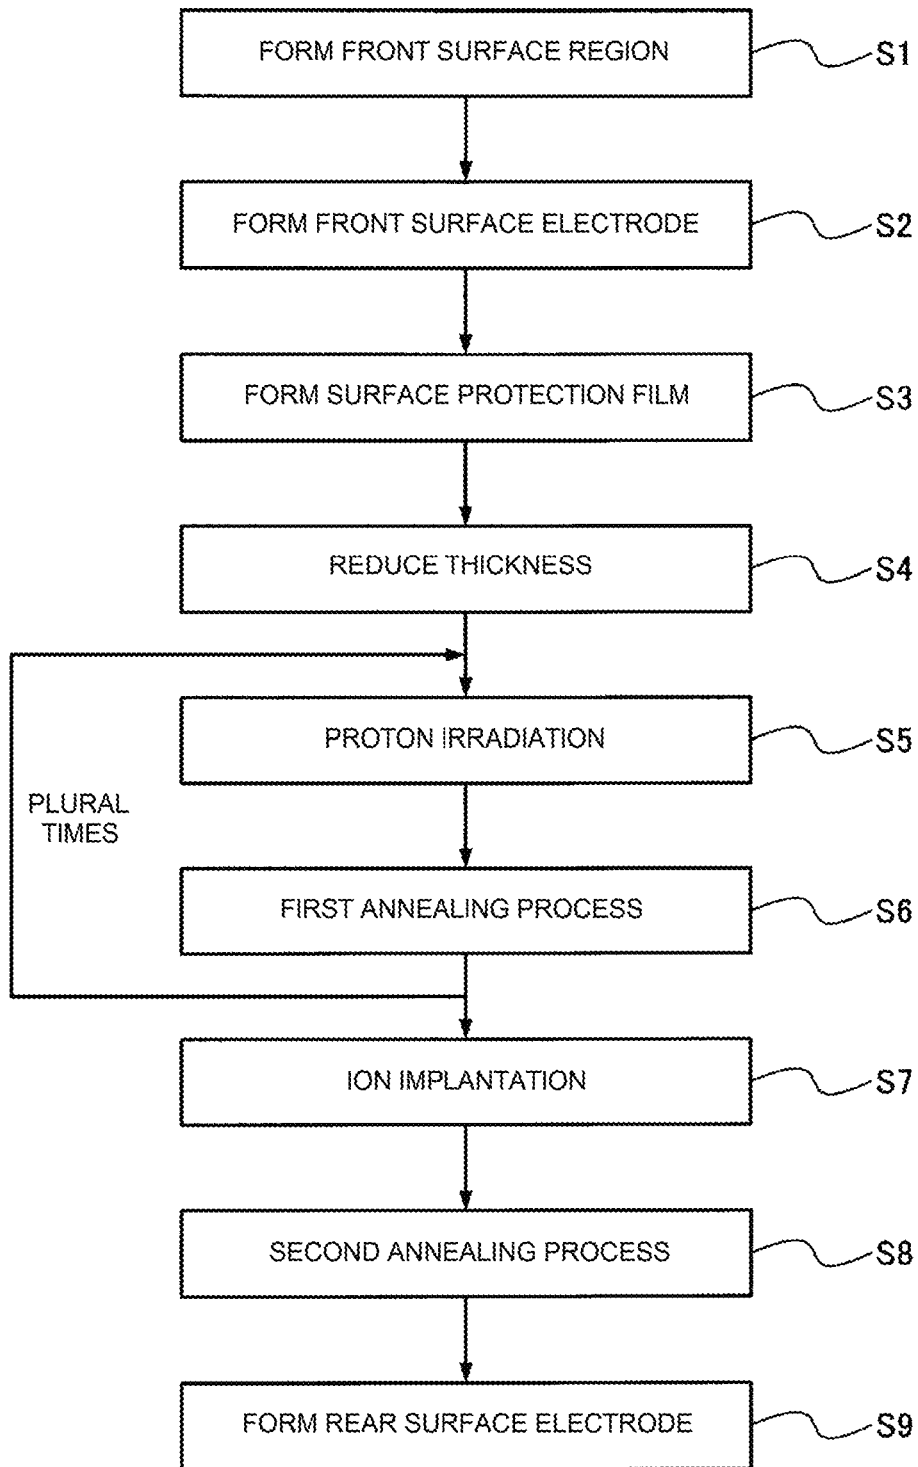 FORM FRONT SURFACE REGION
S1
FORM FRONT SURFACE ELECTRODE
S2
FORM SURFACE PROTECTION FILM
S3
REDUCE THICKNESS
S4
PROTON IRRADIATION
S5
PLURAL
TIMES
FIRST ANNEALING PROCESS
S6
ION IMPLANTATION
S7
SECOND ANNEALING PROCESS
S8
FORM REAR SURFACE ELECTRODE
S9